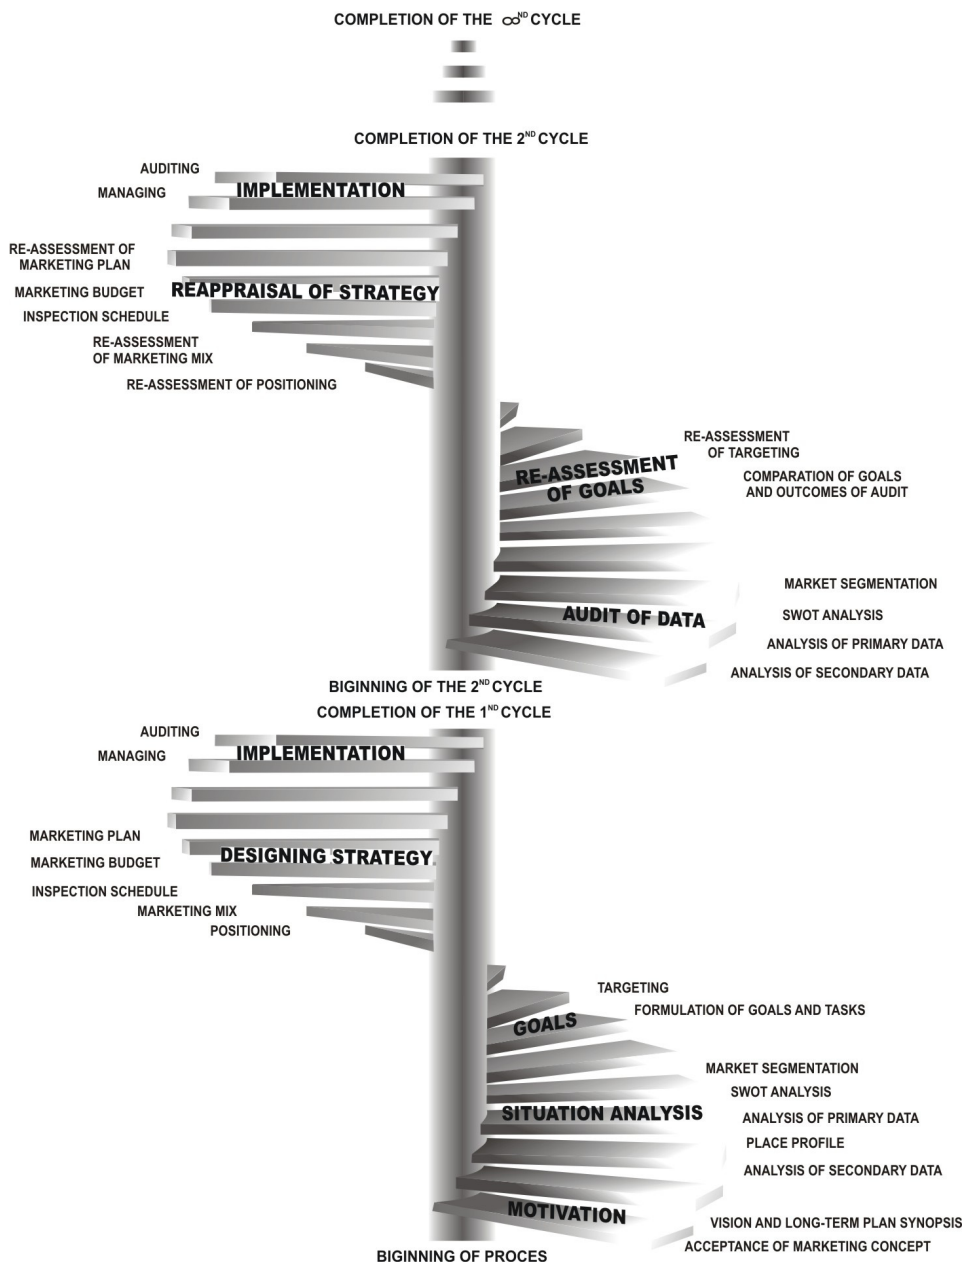 COMPLETION OF THE ∞ND CYCLE
COMPLETION OF THE 2ND CYCLE
AUDITING
IMPLEMENTATION
MANAGING
RE-ASSESSMENT OF
MARKETING PLAN
MARKETING BUDGET
REAPPRAISAL OF STRATEGY
INSPECTION SCHEDULE
RE-ASSESSMENT
OF MARKETING MIX
RE-ASSESSMENT OF POSITIONING
RE-ASSESSMENT
OF TARGETING
RE-ASSESSMENT
OF GOALS
COMPARATION OF GOALS
AND OUTCOMES OF AUDIT
MARKET SEGMENTATION
AUDIT OF DATA
SWOT ANALYSIS
ANALYSIS OF PRIMARY DATA
ANALYSIS OF SECONDARY DATA
BIGINNING OF THE 2ND CYCLE
COMPLETION OF THE 1ND CYCLE
AUDITING
IMPLEMENTATION
MANAGING
MARKETING PLAN
DESIGNING STRATEGY
MARKETING BUDGET
INSPECTION SCHEDULE
MARKETING MIX
POSITIONING
TARGETING
FORMULATION OF GOALS AND TASKS
GOALS
MARKET SEGMENTATION
SWOT ANALYSIS
SITUATION ANALYSIS
ANALYSIS OF PRIMARY DATA
PLACE PROFILE
ANALYSIS OF SECONDARY DATA
MOTIVATION
VISION AND LONG-TERM PLAN SYNOPSIS
ACCEPTANCE OF MARKETING CONCEPT
BIGINNING OF PROCES